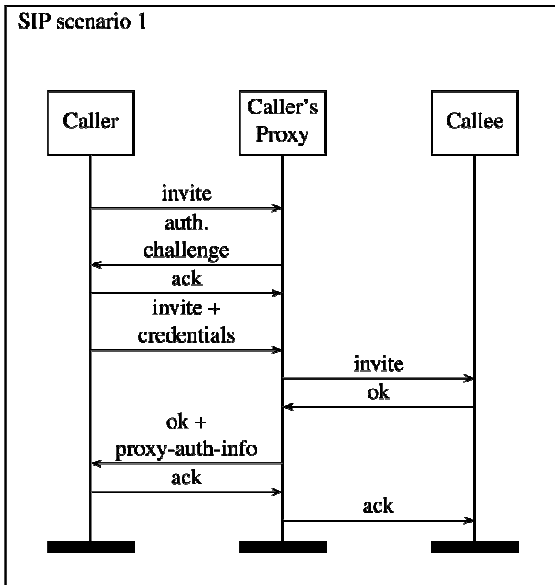 SIP scenario 1
Caller
Caller's
Proxy
Callee
invite
auth.
challenge
ack
invite +
credentials
invite
ok
ok +
proxy-auth-info
ack
ack